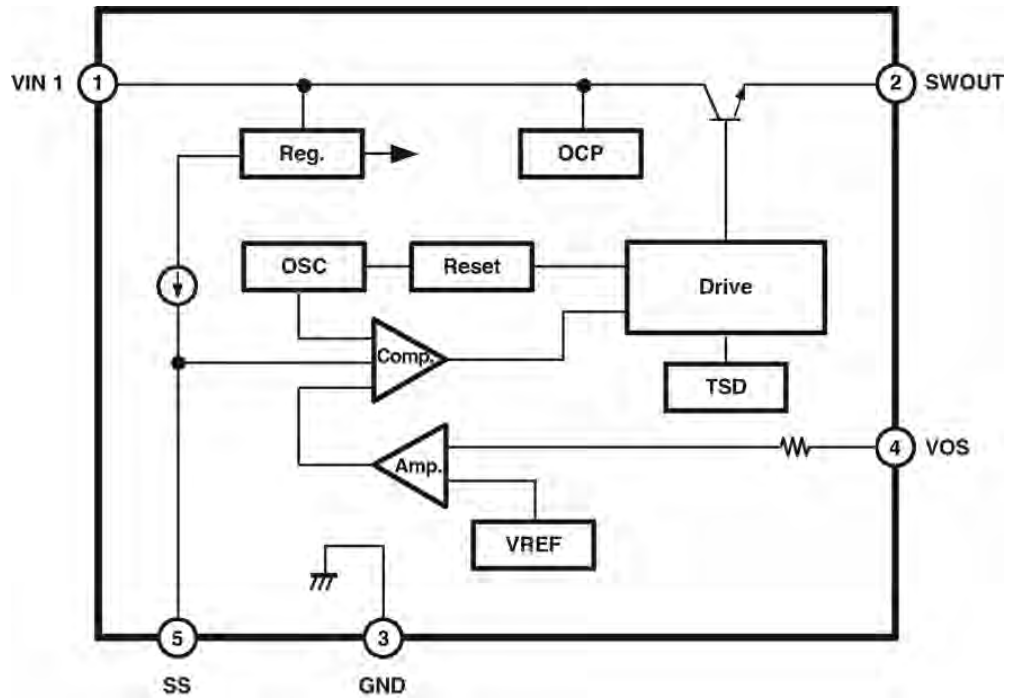 VIN 1
1
2
SWOUT
Reg.
OCP
OSC
Reset
Drive
Comp.
TSD
Amp.
4
VOS
VREF
5
3
SS
GND